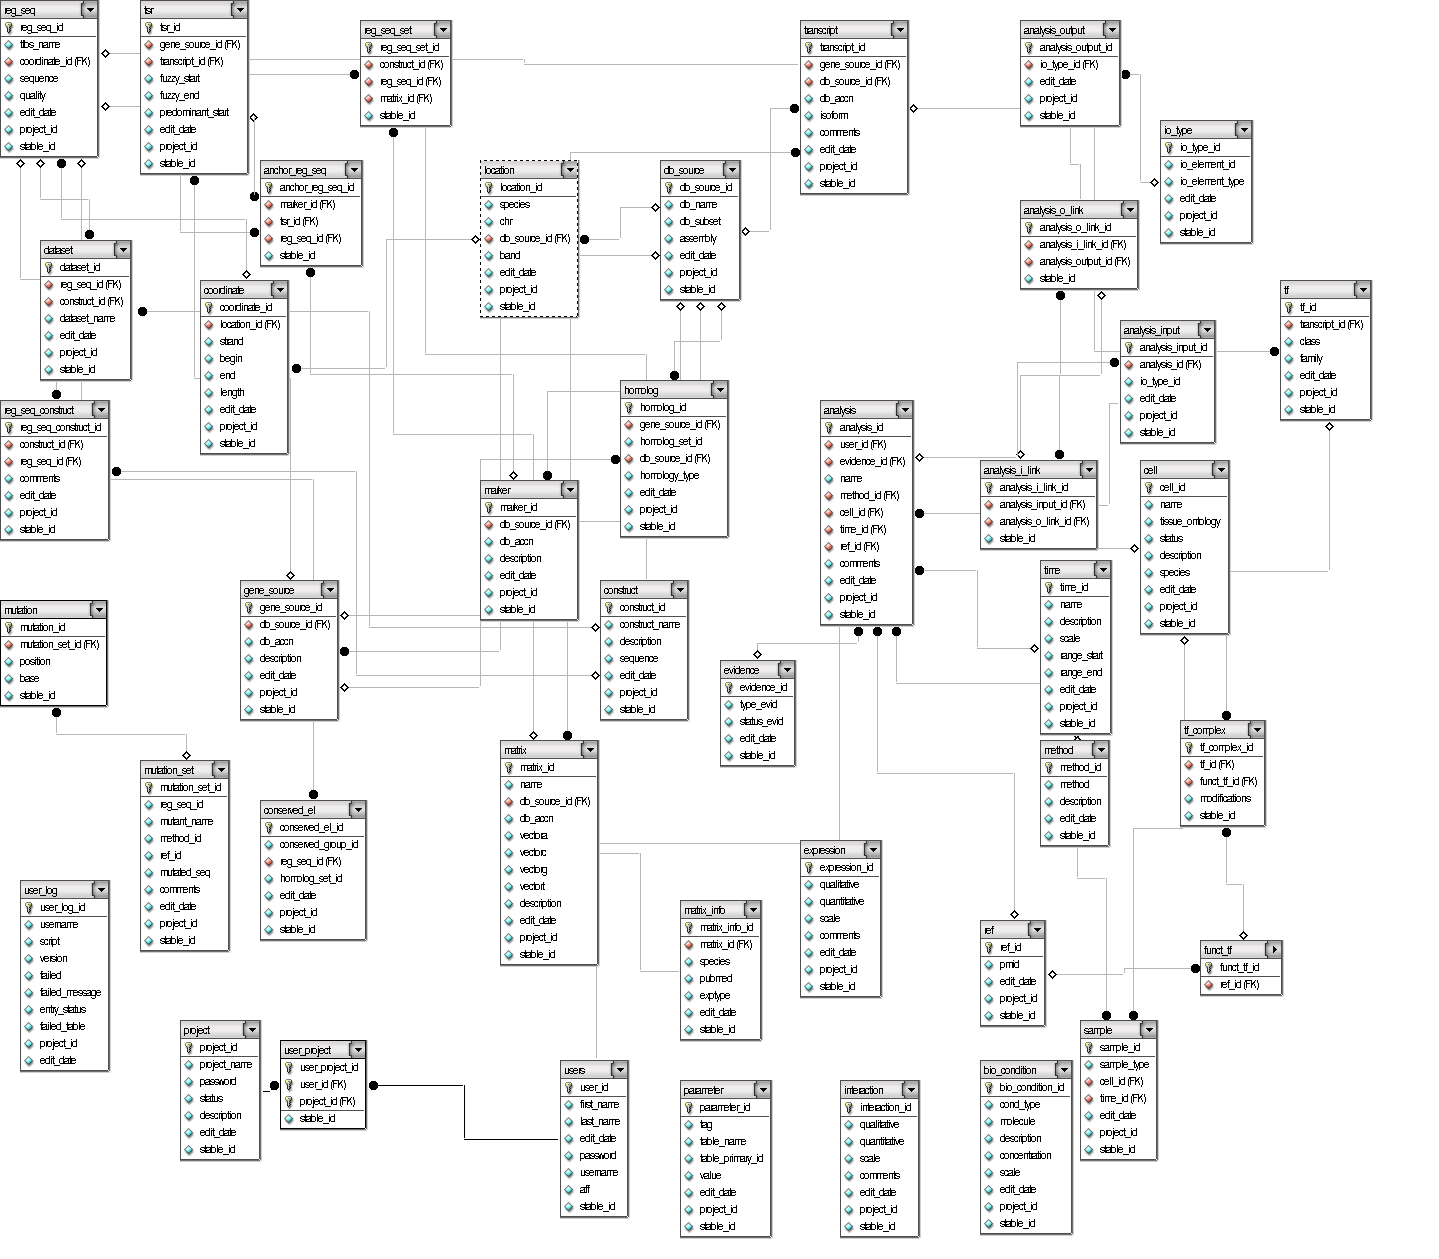 reg_seq
reg_seq_id
tfbs_name
coordinate_id (FK)
sequence
quality
edit_date
project_id
stable_id
tsr
tsr_id
gene_source_id (FK)
transcript_id (FK)
fuzzy_start
fuzzy_end
predominant_start
edit_date
project_id
stable_id
reg_seq_set
reg_seq_set_id
construct_id (FK)
reg_seq_id (FK)
matrix_id (FK)
stable_id
transcript
transcript_id
gene_source_id (FK)
db_source_id (FK)
db_accn
isoform
comments
edit_date
project_id
stable_id
analysis_output
analysis_output_id
io_type_id (FK)
edit_date
project_id
stable_id
io_type
io_type_id
io_element_id
io_element_type
edit_date
project_id
stable_id
anchor_reg_seq
anchor_reg_seq_id
marker_id (FK)
tsr_id (FK)
reg_seq_id (FK)
stable_id
location
location_id
species
chr
db_source_id (FK)
band
edit_date
project_id
stable_id
db_source
db_source_id
db_name
db_subset
assembly
edit_date
project_id
stable_id
analysis_o_link
analysis_o_link_id
analysis_i_link_id (FK)
analysis_output_id (FK)
stable_id
dataset
dataset_id
reg_seq_id (FK)
construct_id (FK)
dataset_name
edit_date
project_id
stable_id
coordinate
coordinate_id
location_id (FK)
strand
begin
end
length
edit_date
project_id
stable_id
tf
tf_id
transcript_id (FK)
class
family
edit_date
project_id
stable_id
analysis_input
analysis_input_id
analysis_id (FK)
io_type_id
edit_date
project_id
stable_id
homolog
homolog_id
gene_source_id (FK)
homolog_set_id
db_source_id (FK)
homology_type
edit_date
project_id
stable_id
reg_seq_construct
reg_seq_construct_id
construct_id (FK)
reg_seq_id (FK)
comments
edit_date
project_id
stable_id
analysis
analysis_id
user_id (FK)
evidence_id (FK)
name
method_id (FK)
cell_id (FK)
time_id (FK)
ref_id (FK)
comments
edit_date
project_id
stable_id
analysis_i_link
analysis_i_link_id
analysis_input_id (FK)
analysis_o_link_id (FK)
stable_id
cell
cell_id
name
tissue_ontology
status
description
species
edit_date
project_id
stable_id
marker
marker_id
db_source_id (FK)
db_accn
description
edit_date
project_id
stable_id
time
time_id
name
description
scale
range_start
range_end
edit_date
project_id
stable_id
gene_source
gene_source_id
db_source_id (FK)
db_accn
description
edit_date
project_id
stable_id
construct
construct_id
construct_name
description
sequence
edit_date
project_id
stable_id
mutation
mutation_id
mutation_set_id (FK)
position
base
stable_id
evidence
evidence_id
type_evid
status_evid
edit_date
stable_id
tf_complex
tf_complex_id
tf_id (FK)
funct_tf_id (FK)
modifications
stable_id
matrix
matrix_id
name
db_source_id (FK)
db_accn
vectora
vectorc
vectorg
vectort
description
edit_date
project_id
stable_id
method
method_id
method
description
edit_date
stable_id
mutation_set
mutation_set_id
reg_seq_id
mutant_name
method_id
ref_id
mutated_seq
comments
edit_date
project_id
stable_id
conserved_el
conserved_el_id
conserved_group_id
reg_seq_id (FK)
homolog_set_id
edit_date
project_id
stable_id
expression
expression_id
qualitative
quantitative
scale
comments
edit_date
project_id
stable_id
user_log
user_log_id
username
script
version
failed
failed_message
entry_status
failed_table
project_id
edit_date
matrix_info
matrix_info_id
matrix_id (FK)
species
pubmed
exptype
edit_date
stable_id
ref
ref_id
pmid
edit_date
project_id
stable_id
funct_tf
funct_tf_id
ref_id (FK)
project
project_id
project_name
password
status
description
edit_date
stable_id
user_project
user_project_id
user_id (FK)
project_id (FK)
stable_id
sample
sample_id
sample_type
cell_id (FK)
time_id (FK)
edit_date
project_id
stable_id
users
user_id
first_name
last_name
edit_date
password
username
aff
stable_id
bio_condition
bio_condition_id
cond_type
molecule
description
concentration
scale
edit_date
project_id
stable_id
parameter
parameter_id
tag
table_name
table_primary_id
value
edit_date
project_id
stable_id
interaction
interaction_id
qualitative
quantitative
scale
comments
edit_date
project_id
stable_id